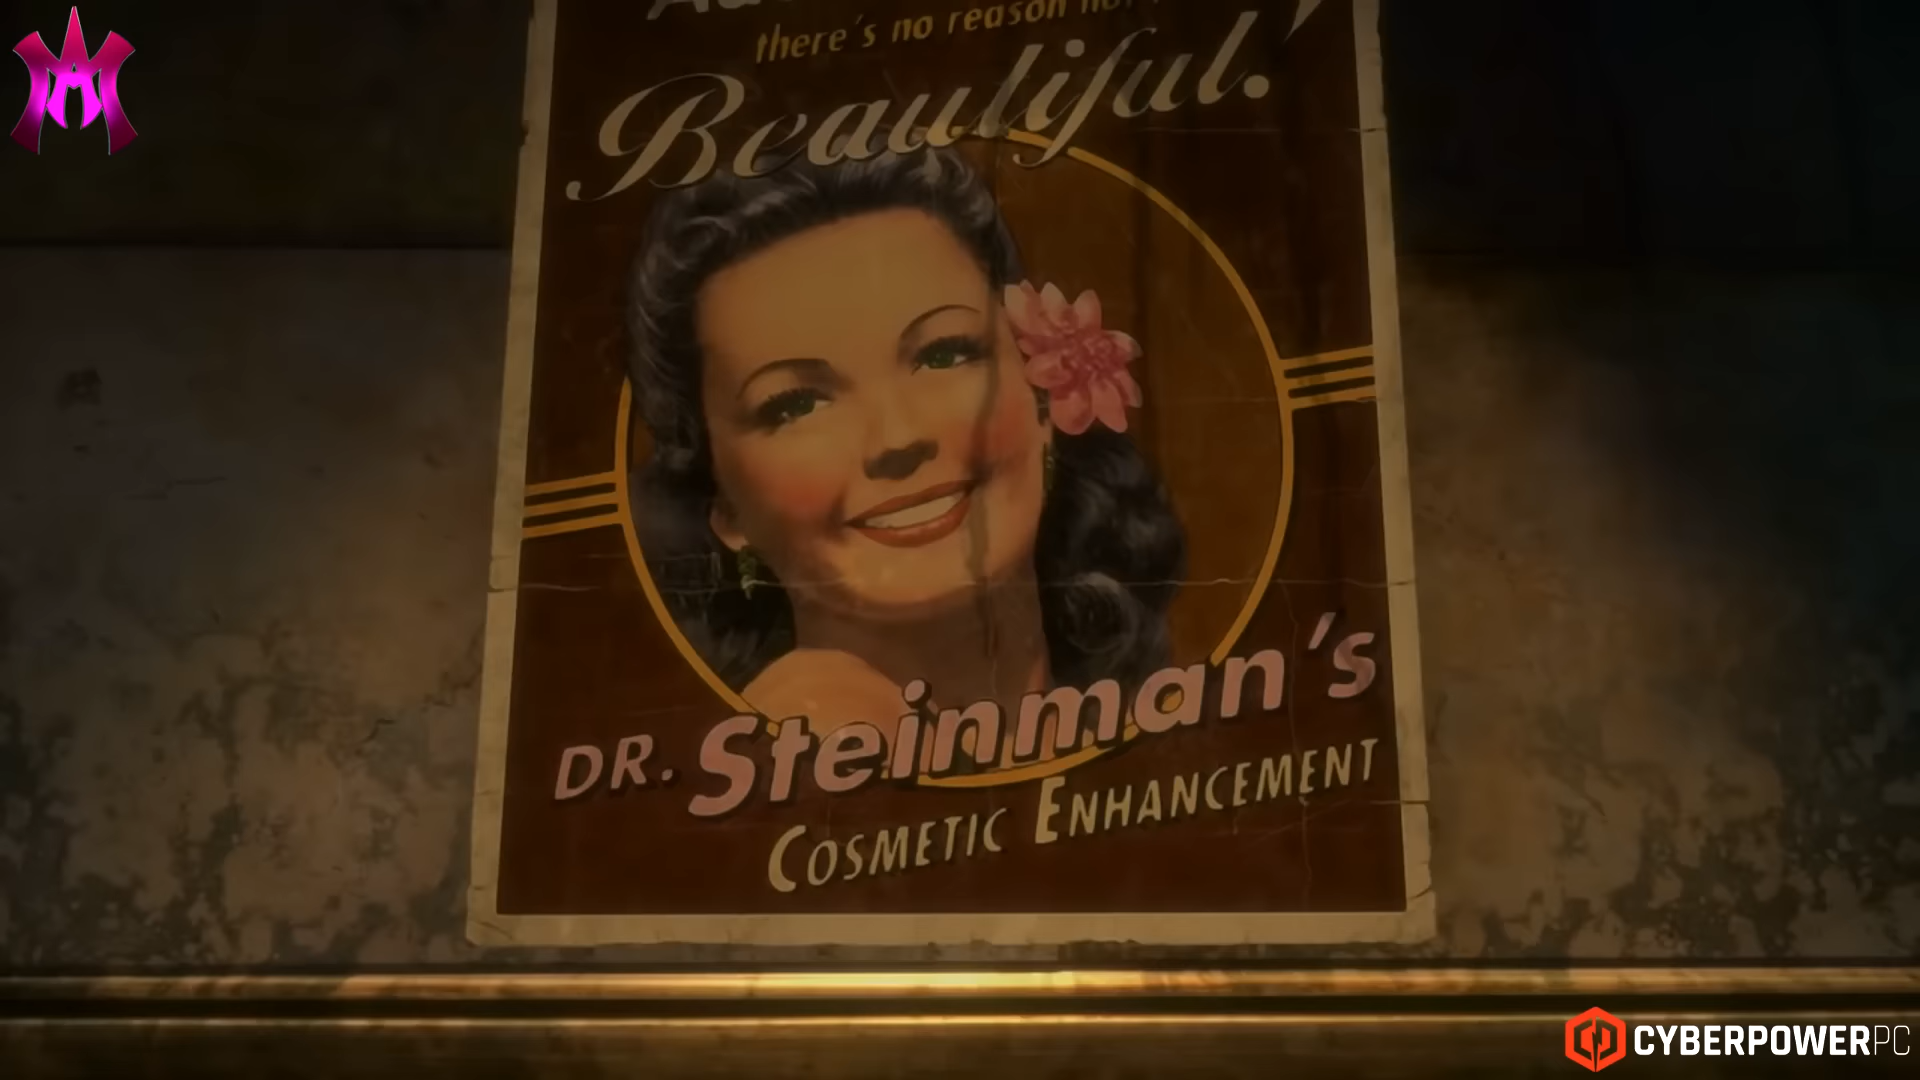 there's no reason
Beautiful!
DR. Steinman's
COSMETIC ENHANCEMENT
CYBERPOWERPC